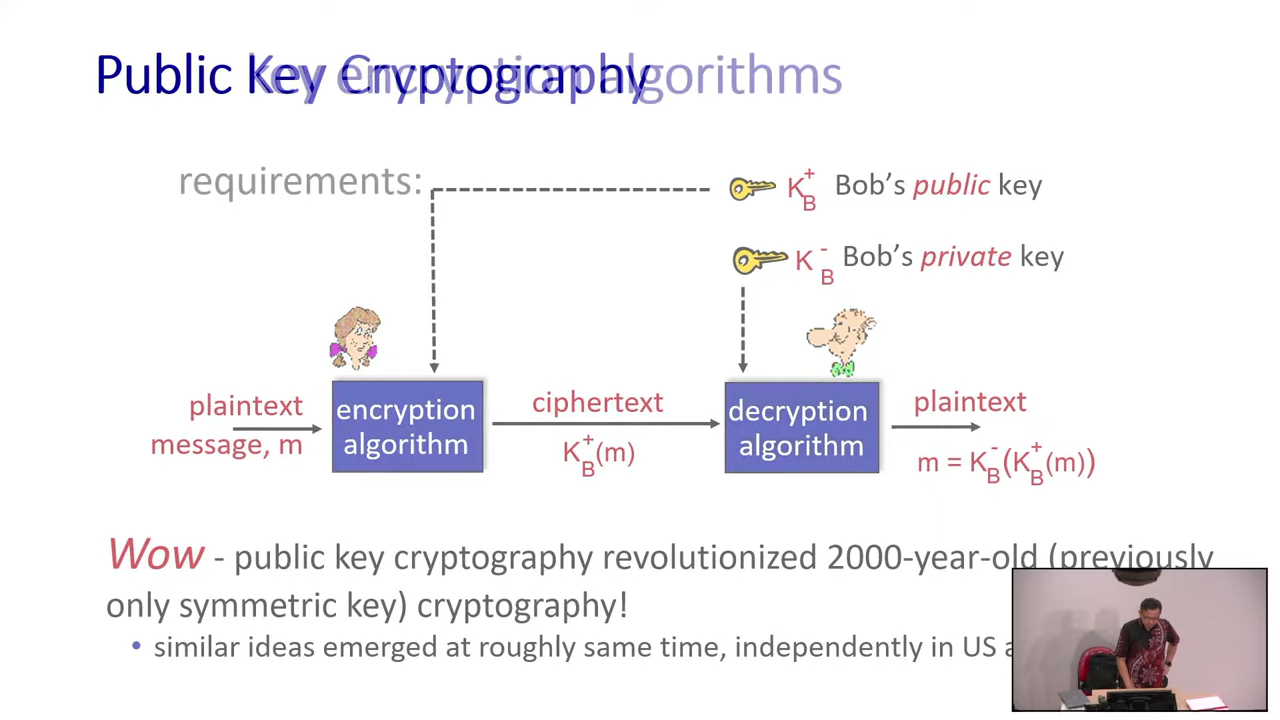 Public Key Cryptography
key encryption algorithms
requirements:
K+B Bob's public key
K-B Bob's private key
plaintext
message, m
encryption
algorithm
ciphertext
K+B(m)
decryption
algorithm
plaintext
m = K-B(K+B(m))
Wow - public key cryptography revolutionized 2000-year-old (previously
only symmetric key) cryptography!
• similar ideas emerged at roughly same time, independently in US